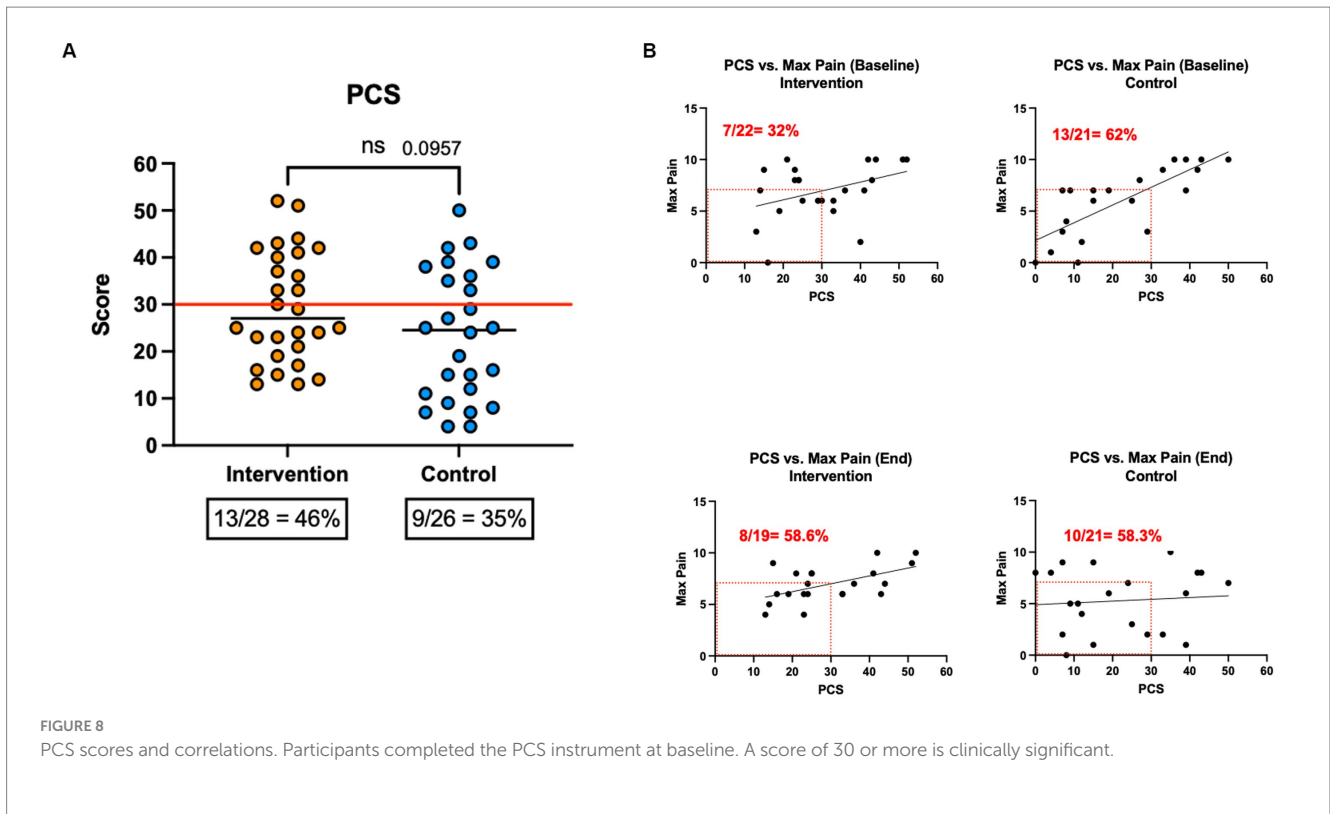 A
PCS
ns 0.0957
60
50
40
30
20
10
0
Score
Intervention
Control
13/28 = 46%
9/26 = 35%
B
PCS vs. Max Pain (Baseline)
Intervention
15
10
5
0
Max Pain
7/22= 32%
0 10 20 30 40 50 60
PCS
PCS vs. Max Pain (Baseline)
Control
15
10
5
0
Max Pain
13/21= 62%
0 10 20 30 40 50 60
PCS
PCS vs. Max Pain (End)
Intervention
15
10
5
0
Max Pain
8/19= 58.6%
0 10 20 30 40 50 60
PCS
PCS vs. Max Pain (End)
Control
15
10
5
0
Max Pain
10/21= 58.3%
0 10 20 30 40 50 60
PCS
FIGURE 8
PCS scores and correlations. Participants completed the PCS instrument at baseline. A score of 30 or more is clinically significant.